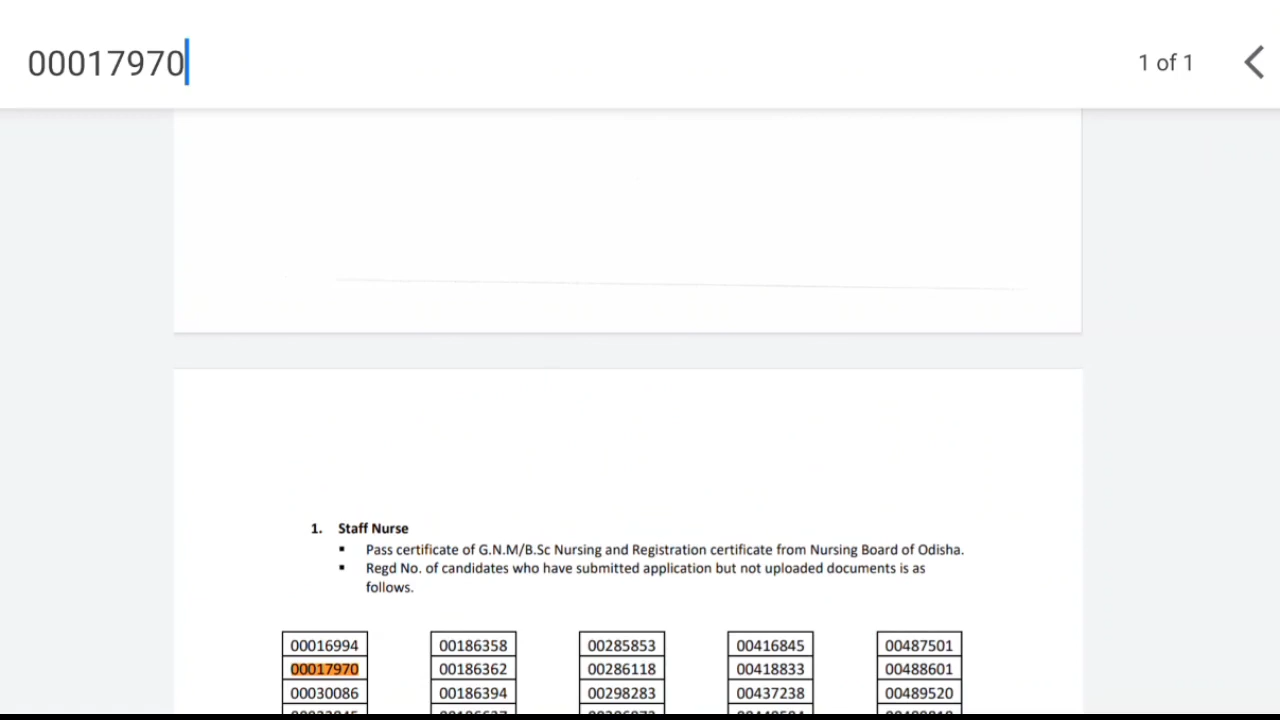 00017970
1 of 1
1. Staff Nurse
▪ Pass certificate of G.N.M/B.Sc Nursing and Registration certificate from Nursing Board of Odisha.
▪ Regd No. of candidates who have submitted application but not uploaded documents is as
follows.
00016994 00186358 00285853 00416845 00487501
00017970 00186362 00286118 00418833 00488601
00030086 00186394 00298283 00437238 00489520